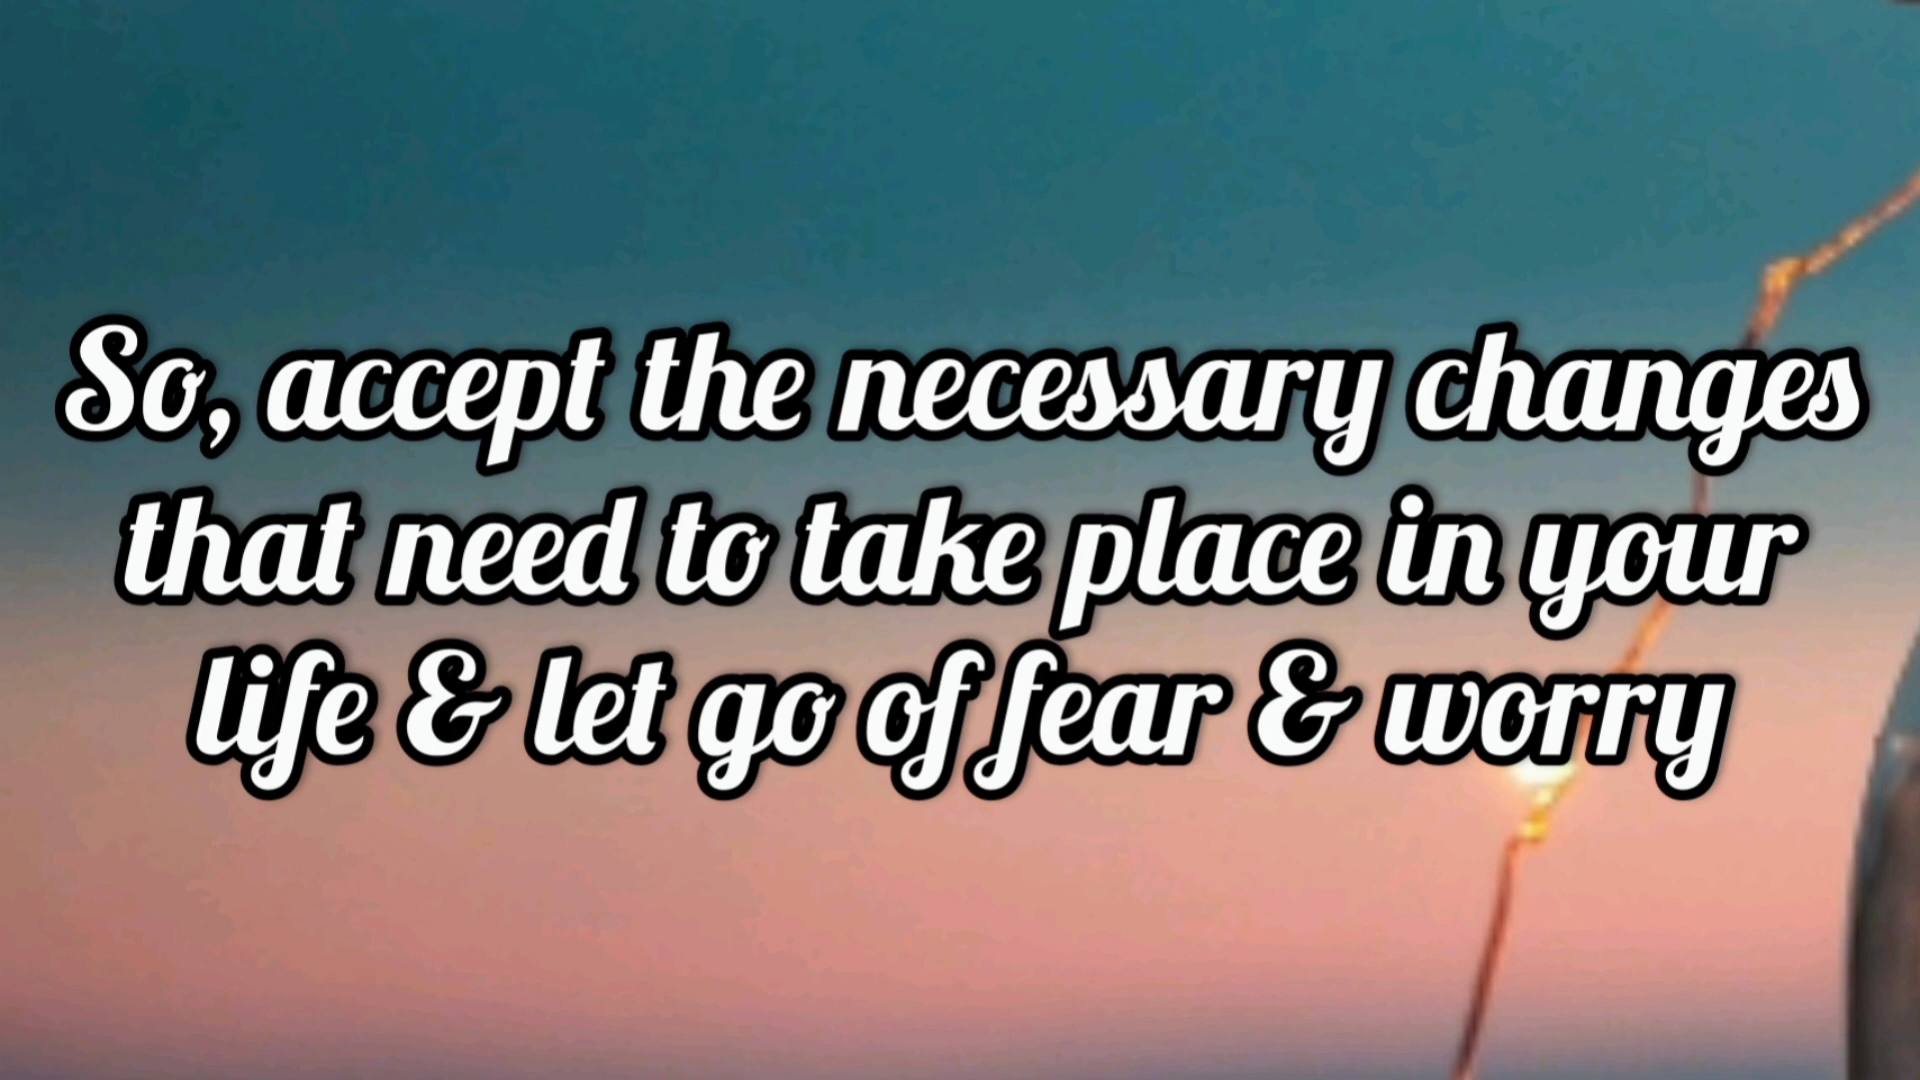 So, accept the necessary changes
that need to take place in your
life & let go of fear & worry